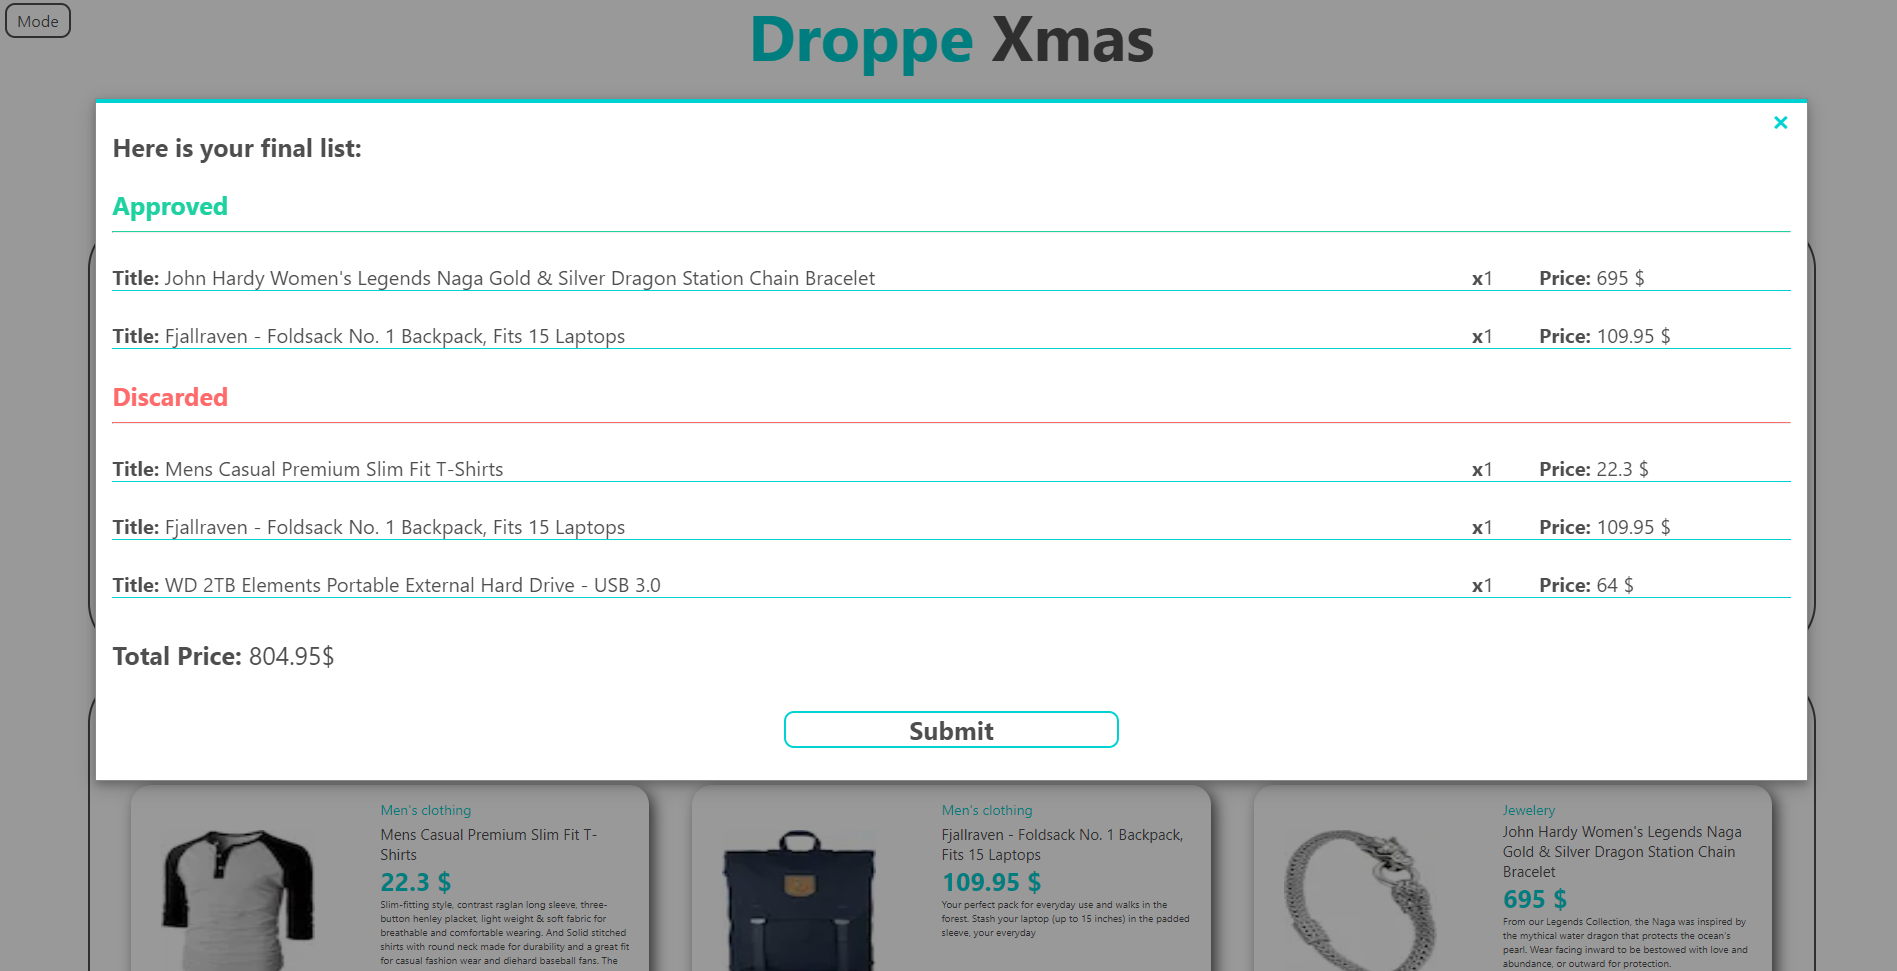 Mode
Droppe Xmas
×
Here is your final list:
Approved
Title: John Hardy Women's Legends Naga Gold & Silver Dragon Station Chain Bracelet x1 Price: 695 $
Title: Fjallraven - Foldsack No. 1 Backpack, Fits 15 Laptops x1 Price: 109.95 $
Discarded
Title: Mens Casual Premium Slim Fit T-Shirts x1 Price: 22.3 $
Title: Fjallraven - Foldsack No. 1 Backpack, Fits 15 Laptops x1 Price: 109.95 $
Title: WD 2TB Elements Portable External Hard Drive - USB 3.0 x1 Price: 64 $
Total Price: 804.95$
Submit
Men's clothing
Mens Casual Premium Slim Fit T-
Shirts
22.3 $
Slim-fitting style, contrast raglan long sleeve, three-
button henley placket, light weight & soft fabric for
breathable and comfortable wearing. And Solid stitched
shirts with round neck made for durability and a great fit
for casual fashion wear and diehard baseball fans. The
Men's clothing
Fjallraven - Foldsack No. 1 Backpack,
Fits 15 Laptops
109.95 $
Your perfect pack for everyday use and walks in the
forest. Stash your laptop (up to 15 inches) in the padded
sleeve, your everyday
Jewelery
John Hardy Women's Legends Naga
Gold & Silver Dragon Station Chain
Bracelet
695 $
From our Legends Collection, the Naga was inspired by
the mythical water dragon that protects the ocean's
pearl. Wear facing inward to be bestowed with love and
abundance, or outward for protection.